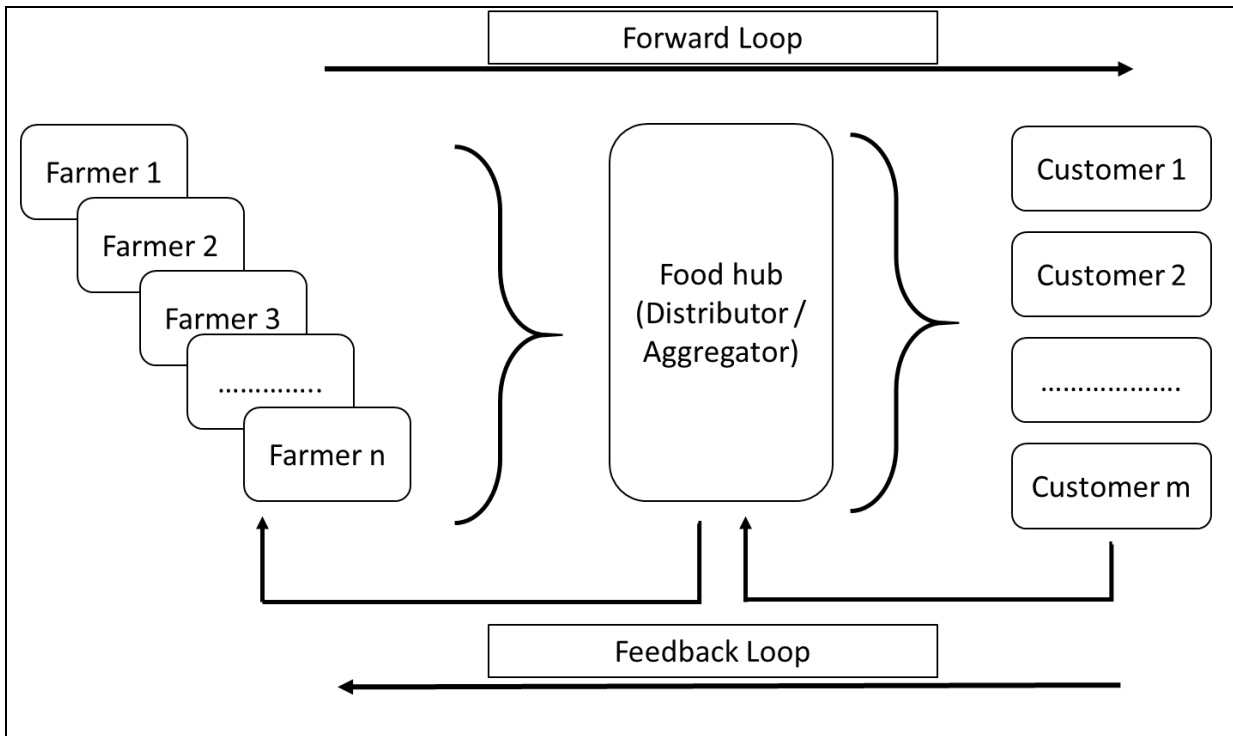 Forward Loop
Farmer 1
Farmer 2
Farmer 3
…………..
Farmer n
Food hub
(Distributor /
Aggregator)
Customer 1
Customer 2
……………….
Customer m
Feedback Loop